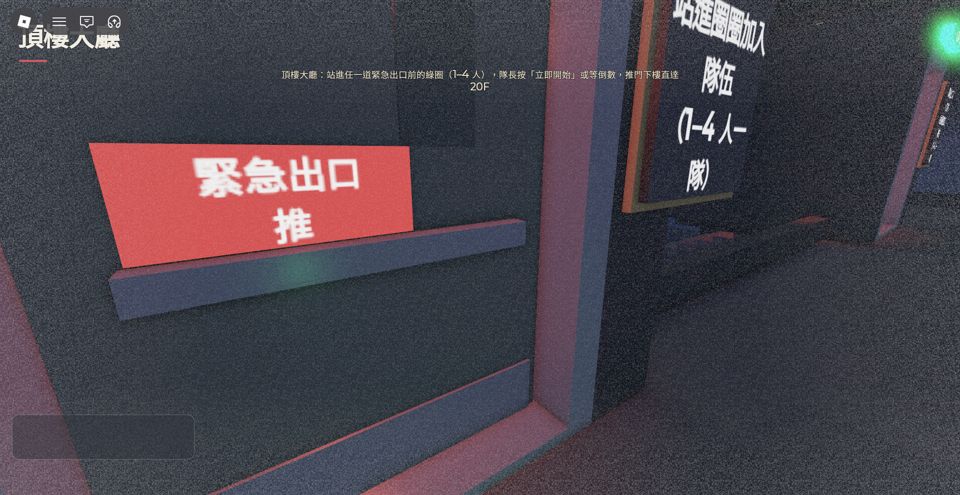 頂樓大廳
頂樓大廳：站進任一道緊急出口前的綠圈（1–4 人），隊長按「立即開始」或等倒數，推門下樓直達
20F
緊急出口
推
站進圈圈加入
隊伍
(1–4 人一
隊)